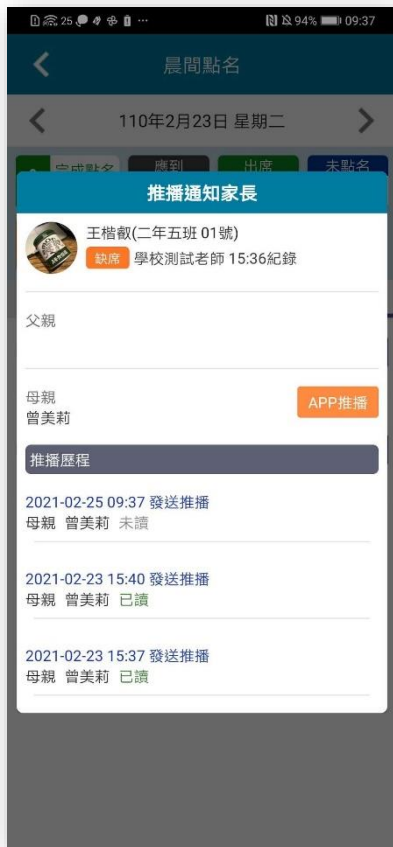 25 ... 94% 09:37
晨間點名
110年2月23日 星期二
完成點名 應到 出席 未點名
推播通知家長
王楷叡(二年五班 01號)
缺席 學校測試老師 15:36紀錄
父親
母親
曾美莉
APP推播
推播歷程
2021-02-25 09:37 發送推播
母親 曾美莉 未讀
2021-02-23 15:40 發送推播
母親 曾美莉 已讀
2021-02-23 15:37 發送推播
母親 曾美莉 已讀